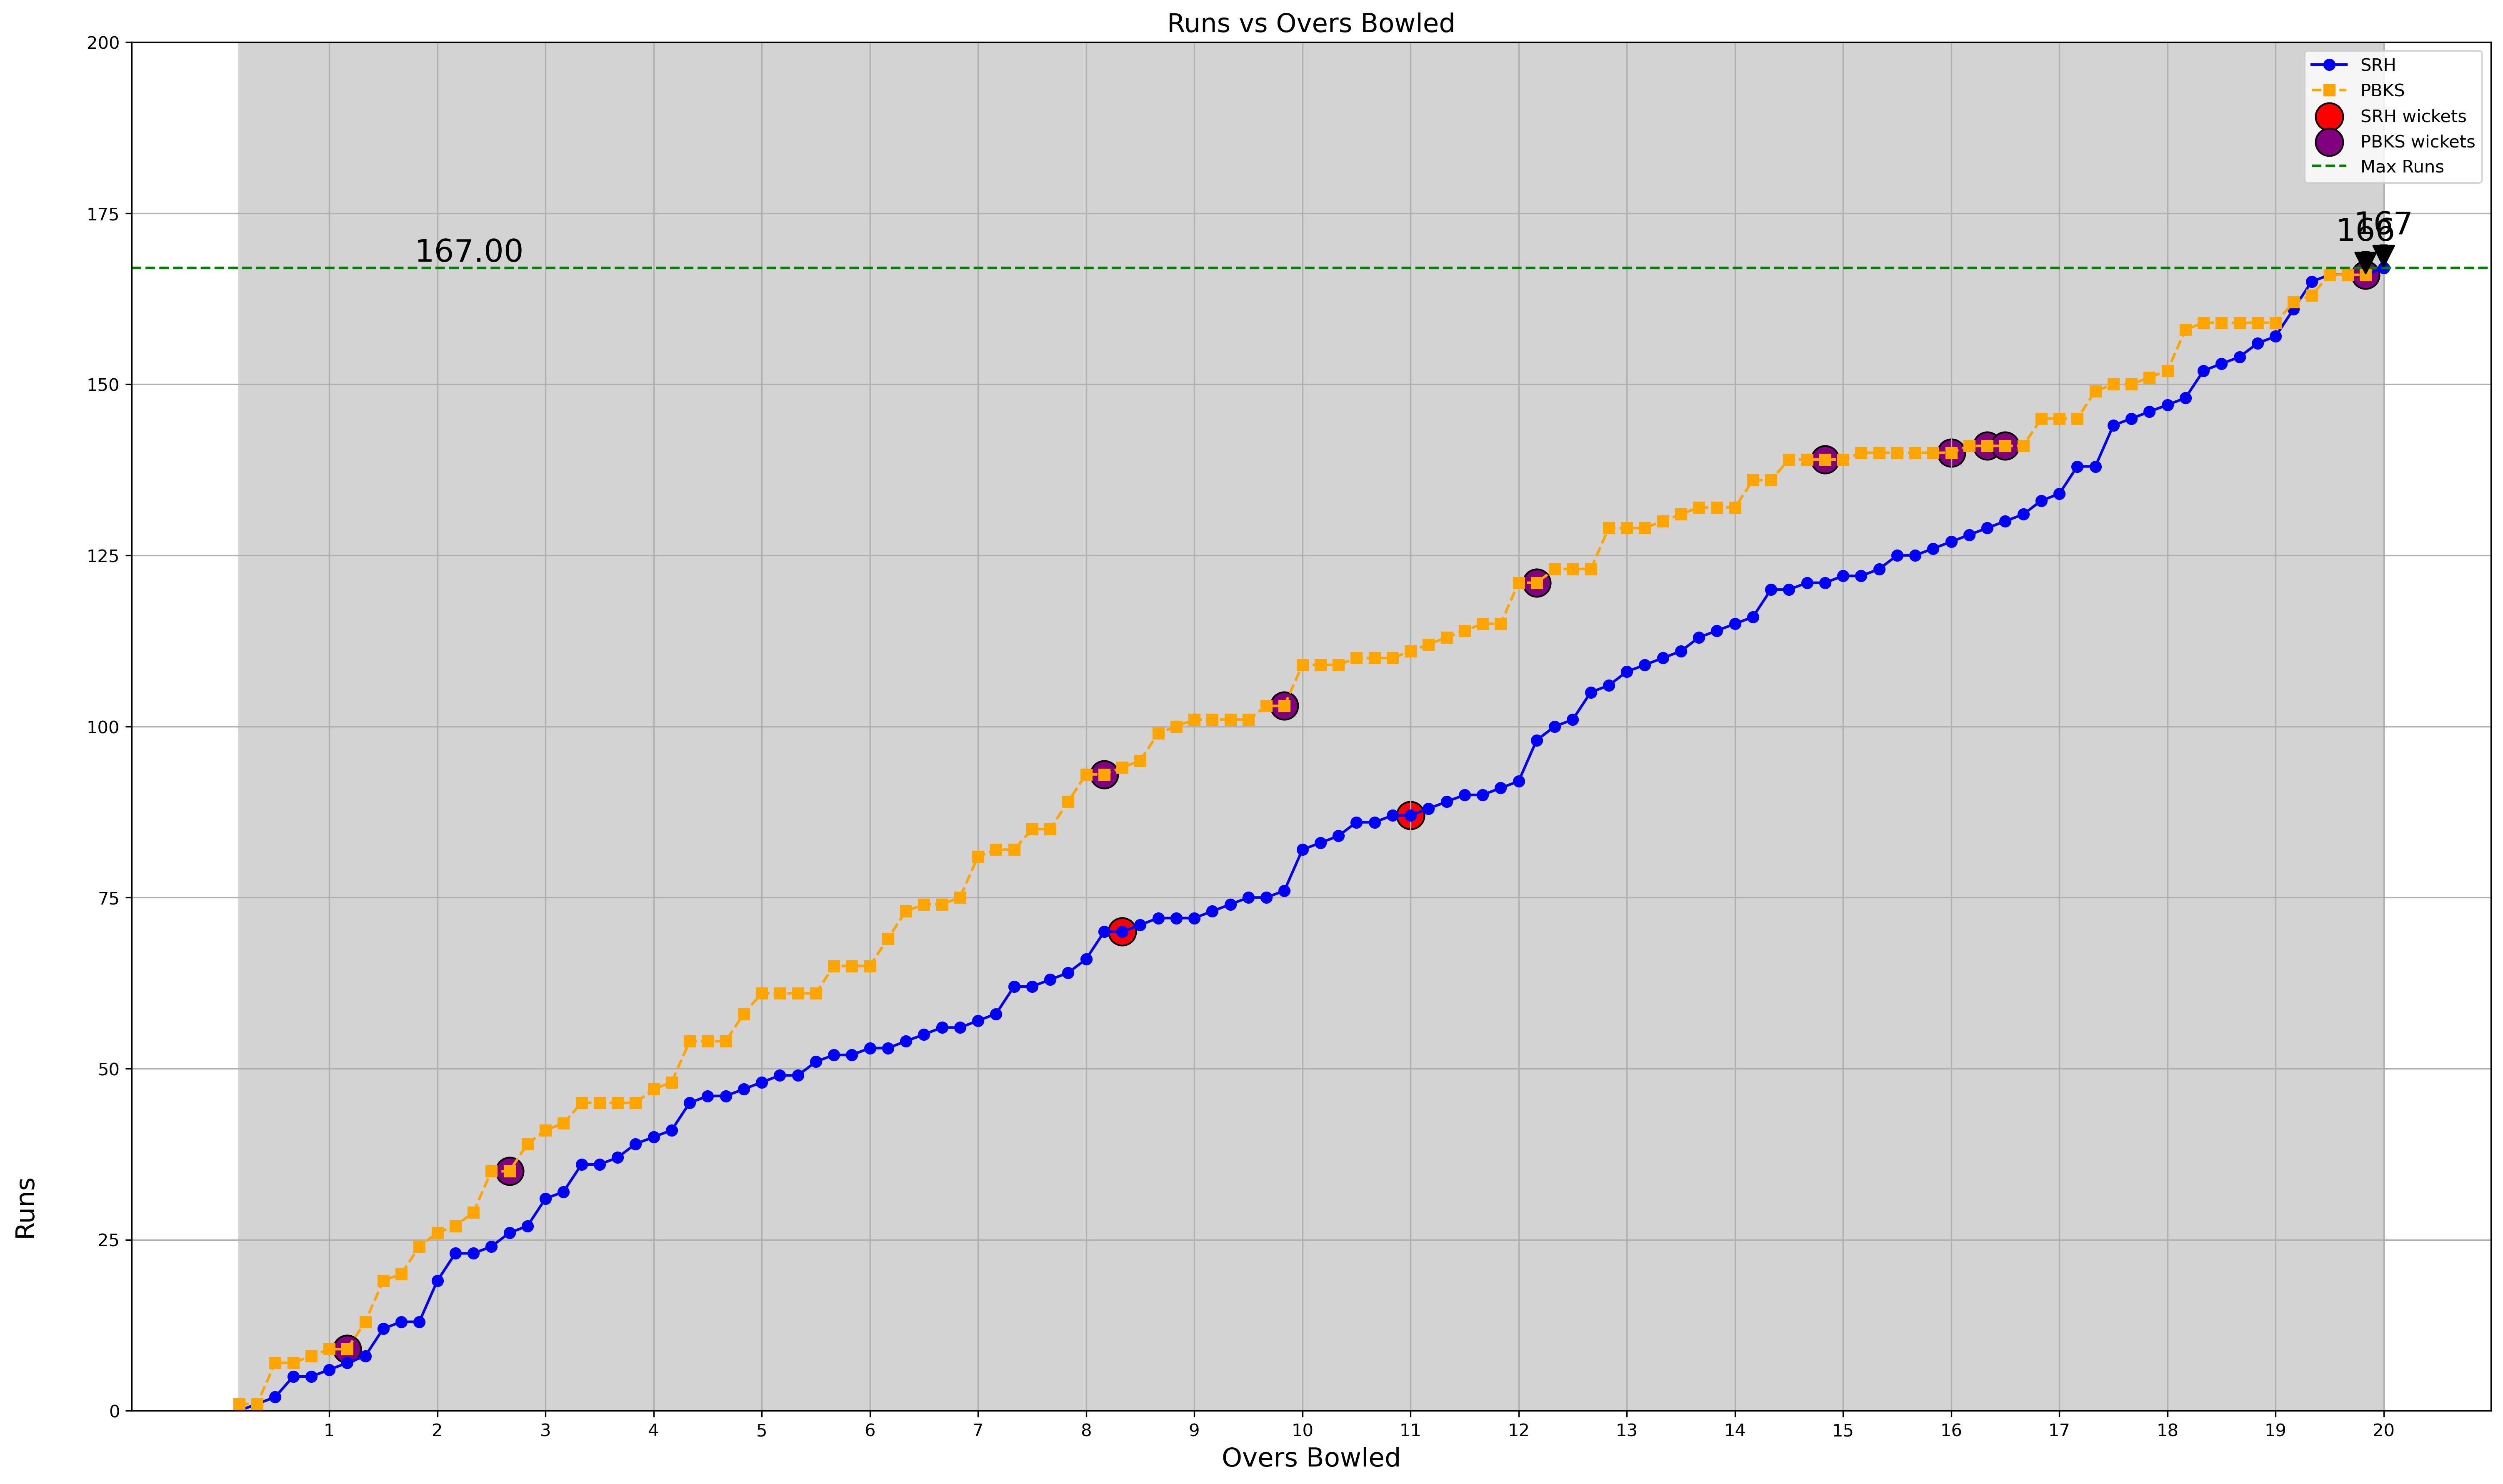 Runs vs Overs Bowled
200
175
150
125
100
75
50
25
0
Runs
SRH
PBKS
SRH wickets
PBKS wickets
Max Runs
167.00
166
167
1 2 3 4 5 6 7 8 9 10 11 12 13 14 15 16 17 18 19 20
Overs Bowled